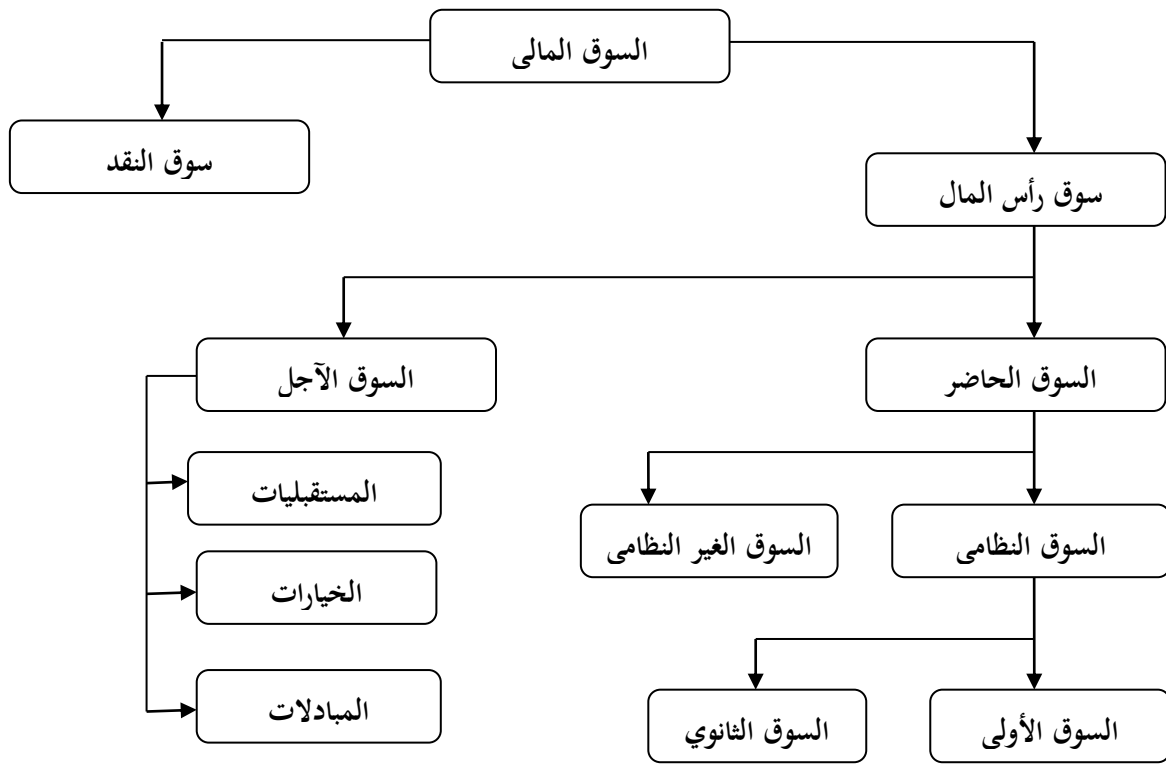 السوق المالى
سوق النقد
سوق رأس المال
السوق الآجل
السوق الحاضر
المستقبليات
السوق الغير النظامى
السوق النظامى
الخيارات
المبادلات
السوق الثانوي
السوق الأولى